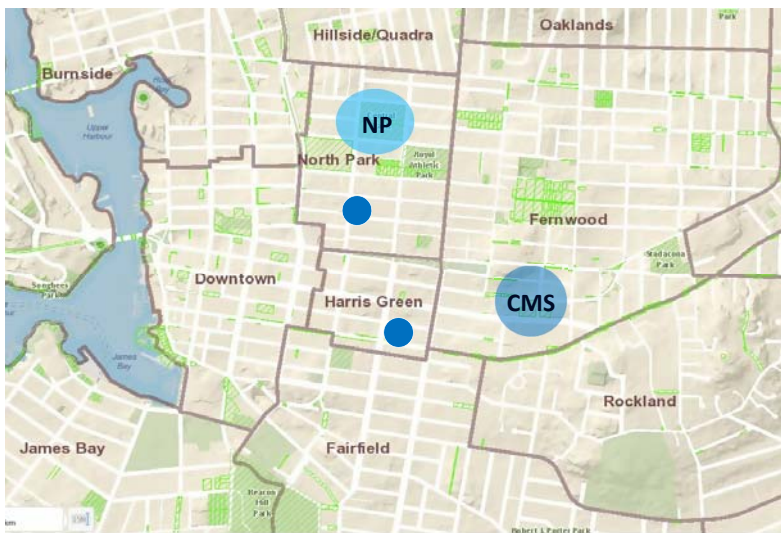 Oaklands
Park
Hillside/Quadra
Burnside
Upper
Harbour
NP
North Park
Royal
Athletic
Park
Fernwood
Stadacona
Park
Downtown
Songhees
Park
Harris Green
CMS
James
Bay
Rockland
James Bay
Fairfield
Beacon
Hill
Park
Robert J Porter Park
km